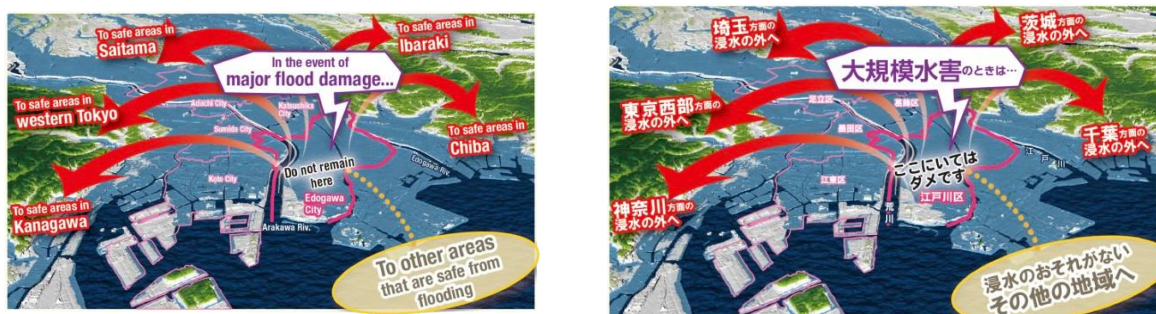 To safe areas in
Saitama
To safe areas in
Ibaraki
In the event of
major flood damage...
To safe areas in
western Tokyo
Adachi City
Katsushika
City
To safe areas in
Chiba
Sumida City
Do not remain
here
Edogawa Riv.
Koto City
Edogawa
City
To safe areas in
Kanagawa
Arakawa Riv.
To other areas
that are safe from
flooding
埼玉方面の
浸水の外へ
茨城方面の
浸水の外へ
大規模水害のときは…
東京西部方面の
浸水の外へ
足立区
葛飾区
千葉方面の
浸水の外へ
墨田区
ここにいては
ダメです
江戸川
江東区
江戸川区
神奈川方面の
浸水の外へ
荒川
浸水のおそれがない
その他の地域へ